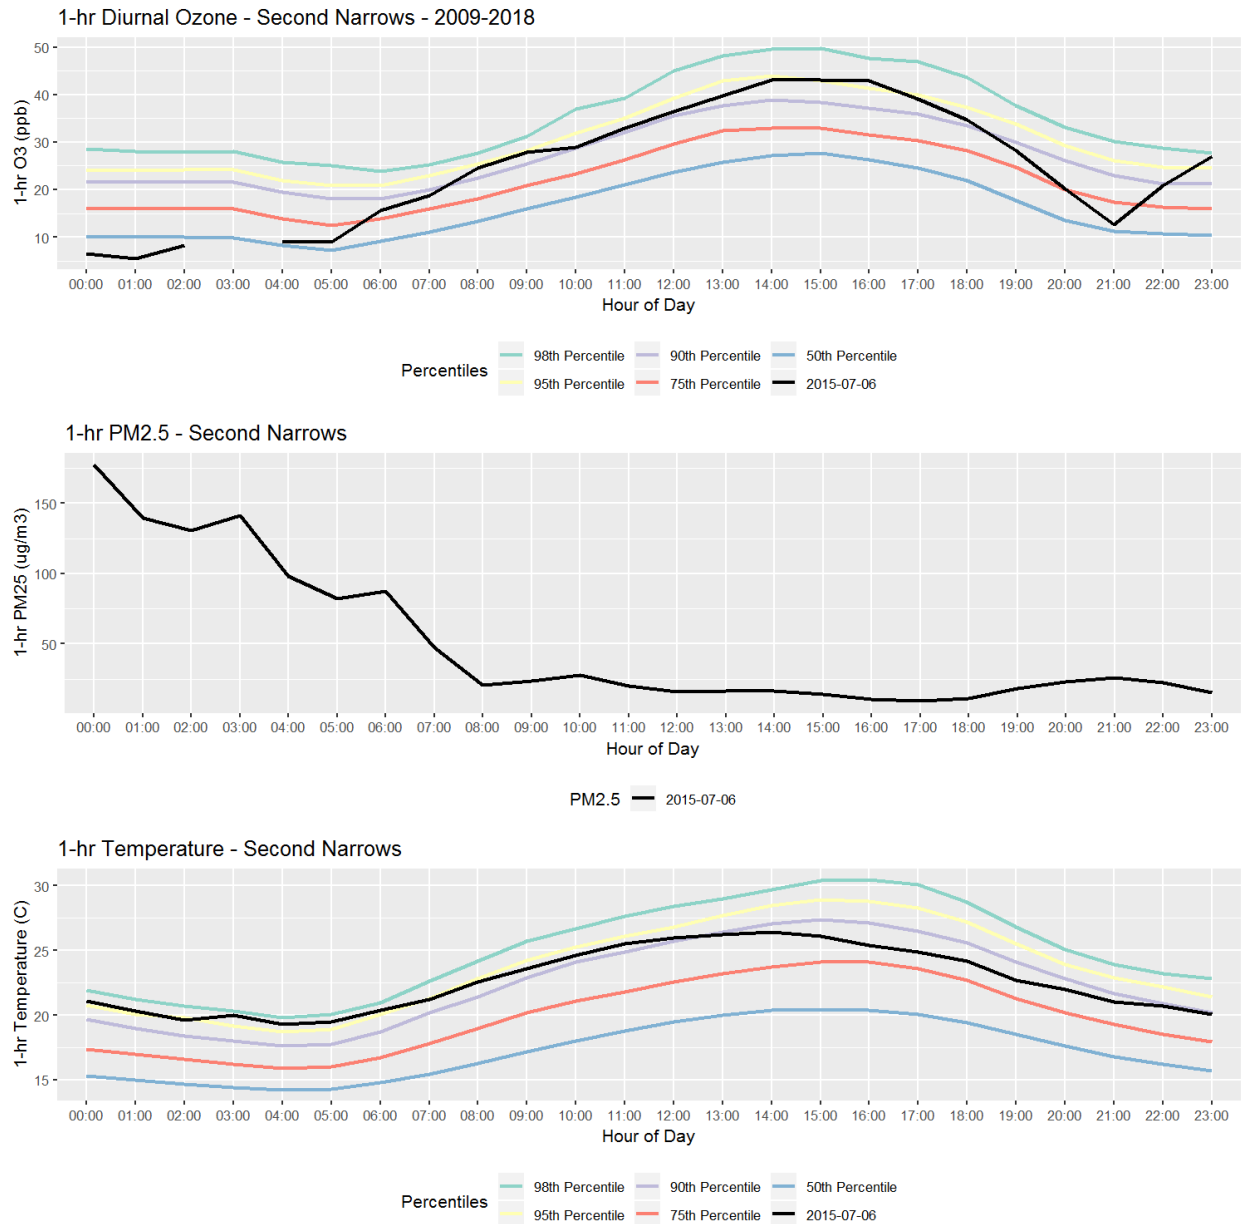 1-hr Diurnal Ozone - Second Narrows - 2009-2018
1-hr O3 (ppb)
50
40
30
20
10
00:00 01:00 02:00 03:00 04:00 05:00 06:00 07:00 08:00 09:00 10:00 11:00 12:00 13:00 14:00 15:00 16:00 17:00 18:00 19:00 20:00 21:00 22:00 23:00
Hour of Day
Percentiles
98th Percentile 90th Percentile 50th Percentile
95th Percentile 75th Percentile 2015-07-06
1-hr PM2.5 - Second Narrows
1-hr PM25 (ug/m3)
150
100
50
00:00 01:00 02:00 03:00 04:00 05:00 06:00 07:00 08:00 09:00 10:00 11:00 12:00 13:00 14:00 15:00 16:00 17:00 18:00 19:00 20:00 21:00 22:00 23:00
Hour of Day
PM2.5 2015-07-06
1-hr Temperature - Second Narrows
1-hr Temperature (C)
30
25
20
15
00:00 01:00 02:00 03:00 04:00 05:00 06:00 07:00 08:00 09:00 10:00 11:00 12:00 13:00 14:00 15:00 16:00 17:00 18:00 19:00 20:00 21:00 22:00 23:00
Hour of Day
Percentiles
98th Percentile 90th Percentile 50th Percentile
95th Percentile 75th Percentile 2015-07-06